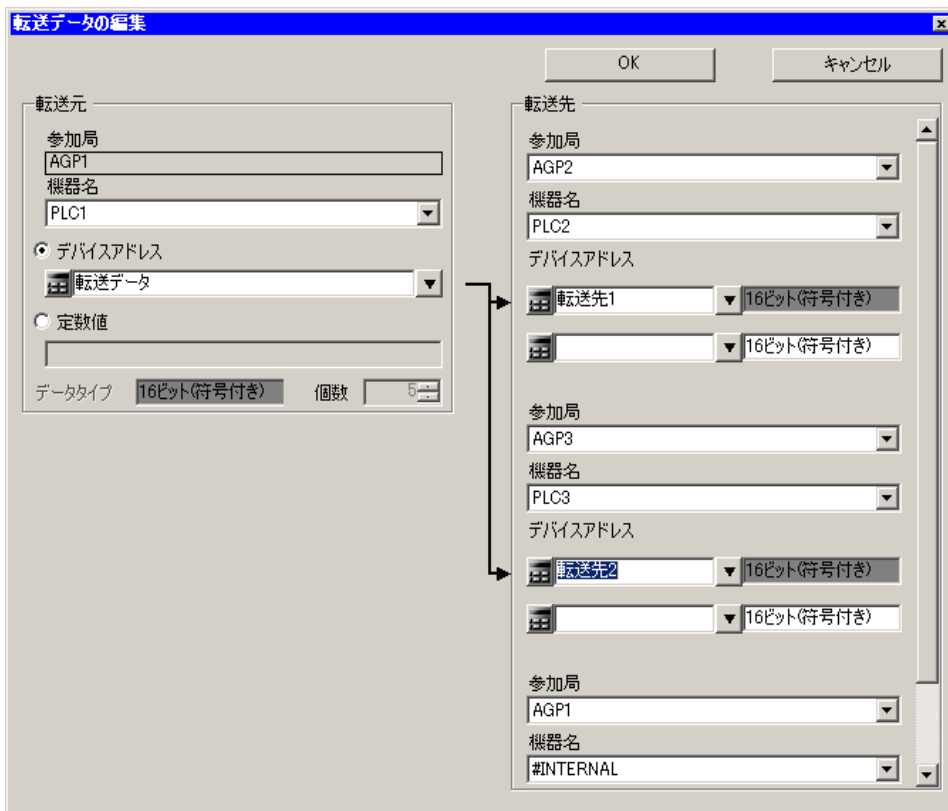 転送データの編集
OK
キャンセル
転送元
参加局
AGP1
機器名
PLC1
デバイスアドレス
転送データ
定数値
データタイプ
16ビット(符号付き)
個数
5
転送先
参加局
AGP2
機器名
PLC2
デバイスアドレス
転送先1
16ビット(符号付き)
16ビット(符号付き)
参加局
AGP3
機器名
PLC3
デバイスアドレス
転送先2
16ビット(符号付き)
16ビット(符号付き)
参加局
AGP1
機器名
#INTERNAL